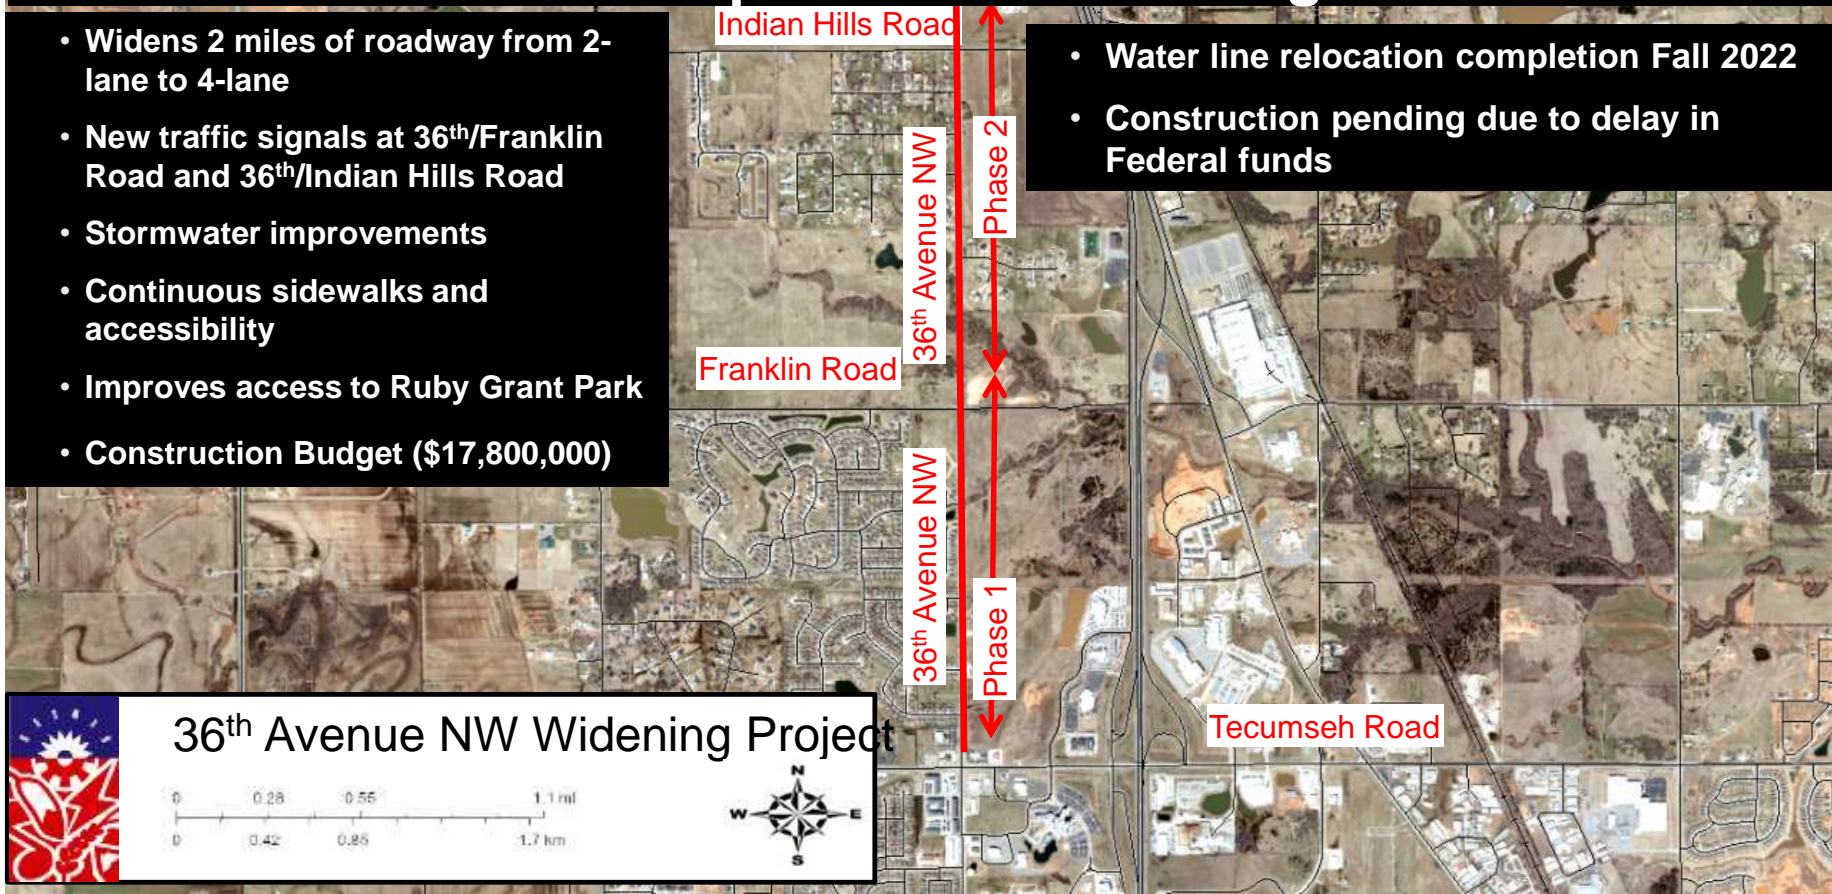 Indian Hills Road
• Widens 2 miles of roadway from 2-
lane to 4-lane
• New traffic signals at 36th/Franklin
Road and 36th/Indian Hills Road
• Stormwater improvements
• Continuous sidewalks and
accessibility
• Improves access to Ruby Grant Park
• Construction Budget ($17,800,000)
• Water line relocation completion Fall 2022
• Construction pending due to delay in
Federal funds
36th Avenue NW
Phase 2
Franklin Road
36th Avenue NW
Phase 1
Tecumseh Road
36th Avenue NW Widening Project
0 0.28 0.55 1.1 mi
0 0.42 0.85 1.7 km
N
W E
S